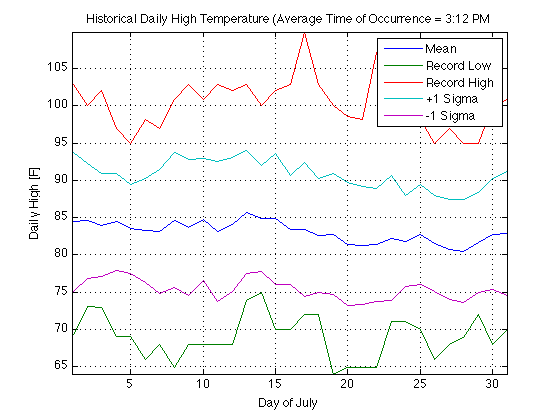 Historical Daily High Temperature (Average Time of Occurrence = 3:12 PM
Mean
Record Low
Record High
+1 Sigma
-1 Sigma
105
100
95
90
85
80
75
70
65
Daily High [F]
5 10 15 20 25 30
Day of July